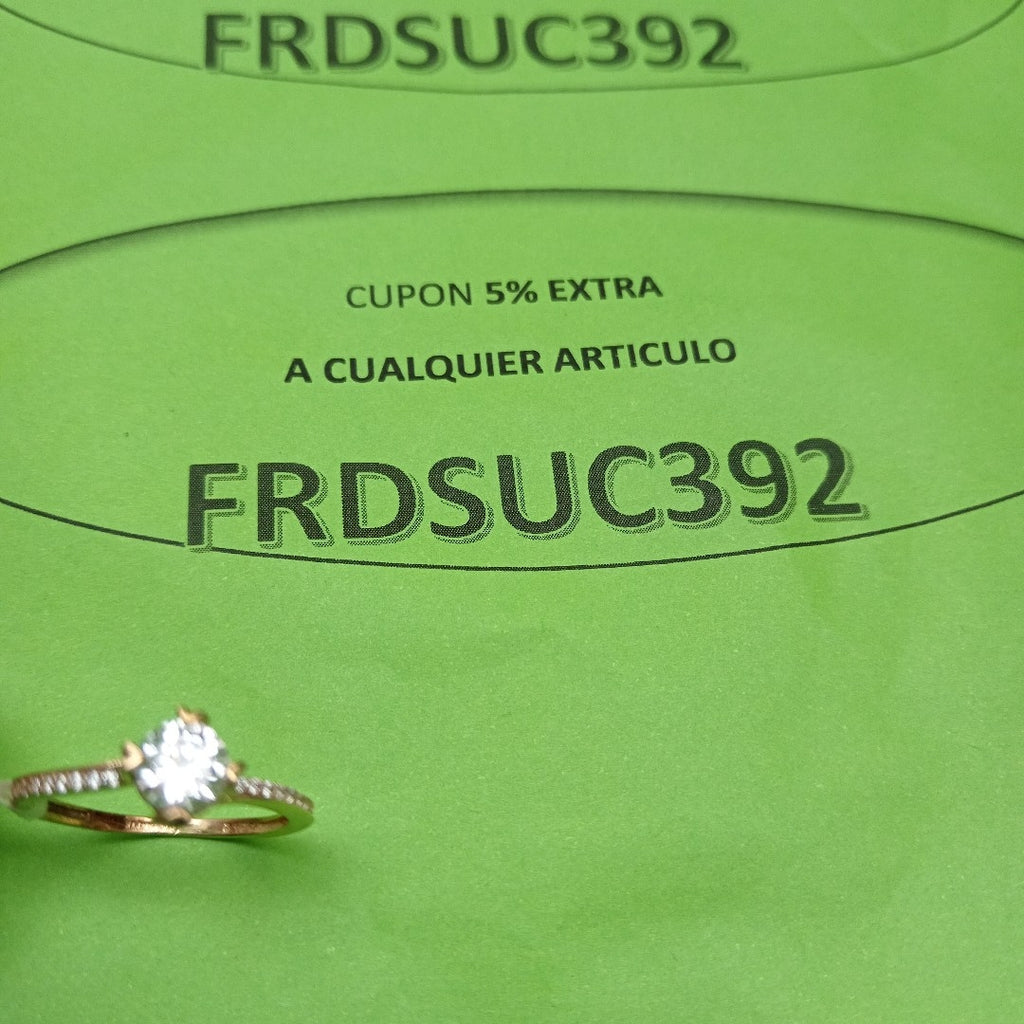 FRDSUC392
CUPON 5% EXTRA
A CUALQUIER ARTICULO
FRDSUC392